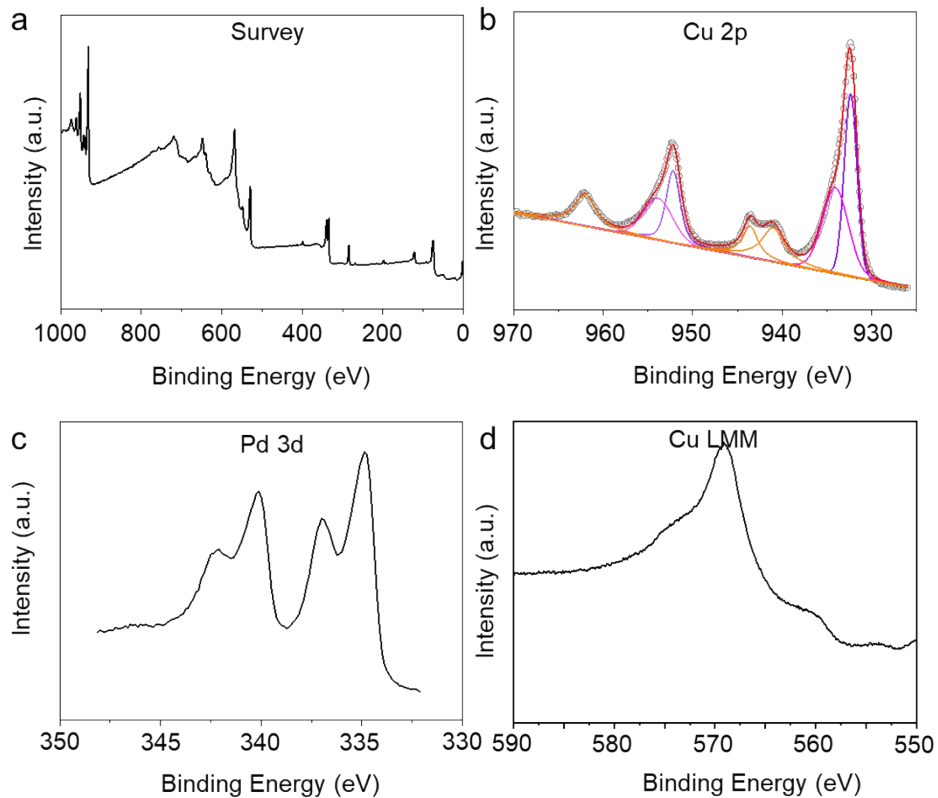 a
Survey
Intensity (a.u.)
1000 800 600 400 200 0
Binding Energy (eV)
b
Cu 2p
Intensity (a.u.)
970 960 950 940 930
Binding Energy (eV)
c
Pd 3d
Intensity (a.u.)
350 345 340 335 330
Binding Energy (eV)
d
Cu LMM
Intensity (a.u.)
590 580 570 560 550
Binding Energy (eV)